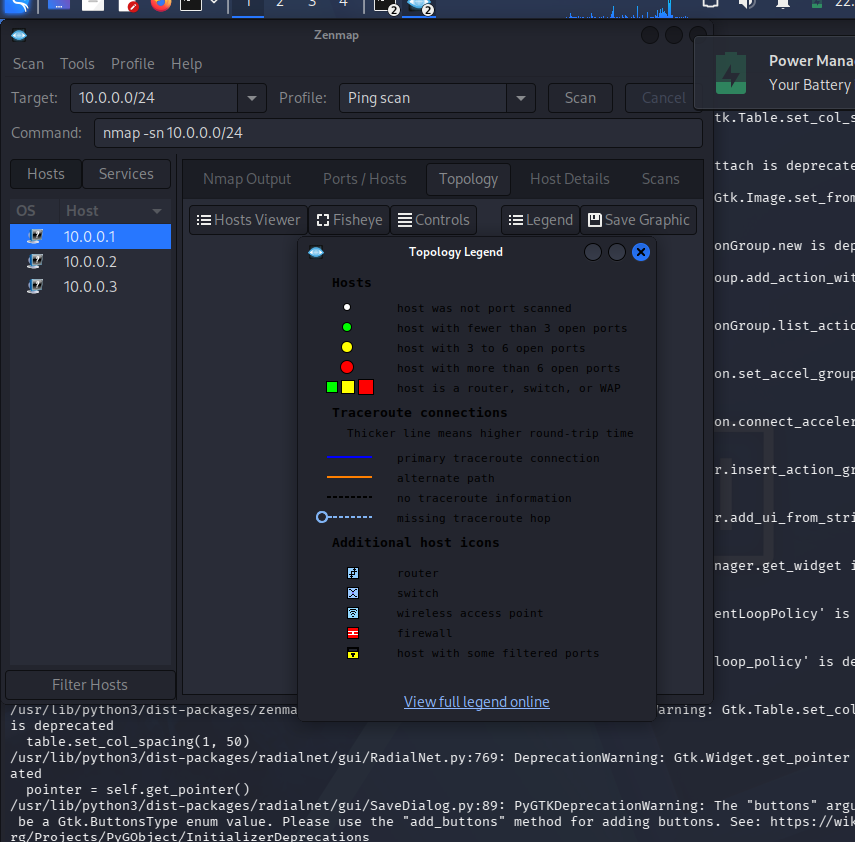 1 2 3 4 2 2 22
Zenmap
Power Mana
Your Battery
Scan Tools Profile Help
Target: 10.0.0.0/24 Profile: Ping scan Scan Cancel
Command: nmap -sn 10.0.0.0/24
tk.Table.set_col_s
Hosts Services
Nmap Output Ports / Hosts Topology Host Details Scans
ttach is deprecate
Gtk.Image.set_from
OS Host
Hosts Viewer Fisheye Controls Legend Save Graphic
10.0.0.1
10.0.0.2
10.0.0.3
onGroup.new is dep
oup.add_action_wit
onGroup.list_actio
on.set_accel_group
on.connect_acceler
r.insert_action_gr
r.add_ui_from_stri
nager.get_widget i
entLoopPolicy' is
loop_policy' is de
Topology Legend
Hosts
host was not port scanned
host with fewer than 3 open ports
host with 3 to 6 open ports
host with more than 6 open ports
host is a router, switch, or WAP
Traceroute connections
Thicker line means higher round-trip time
primary traceroute connection
alternate path
no traceroute information
missing traceroute hop
Additional host icons
router
switch
wireless access point
firewall
host with some filtered ports
View full legend online
Filter Hosts
/usr/lib/python3/dist-packages/zenma arning: Gtk.Table.set_col
is deprecated
table.set_col_spacing(1, 50)
/usr/lib/python3/dist-packages/radialnet/gui/RadialNet.py:769: DeprecationWarning: Gtk.Widget.get_pointer
ated
pointer = self.get_pointer()
/usr/lib/python3/dist-packages/radialnet/gui/SaveDialog.py:89: PyGTKDeprecationWarning: The "buttons" argu
be a Gtk.ButtonsType enum value. Please use the "add_buttons" method for adding buttons. See: https://wik
rg/Projects/PyGObject/InitializerDeprecations